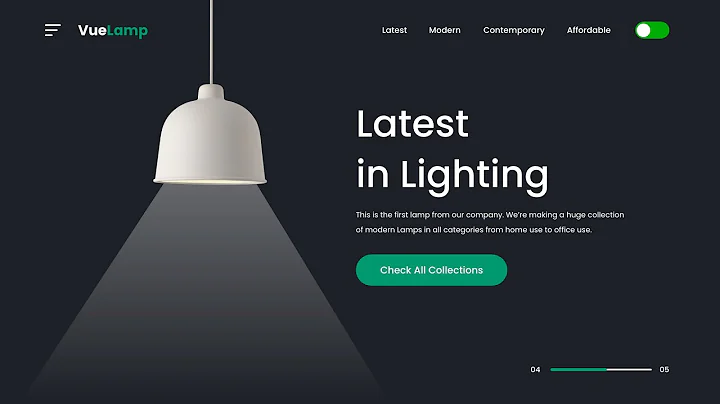 VueLamp
Latest Modern Contemporary Affordable
Latest
in Lighting
This is the first lamp from our company. We're making a huge collection
of modern Lamps in all categories from home use to office use.
Check All Collections
04 05